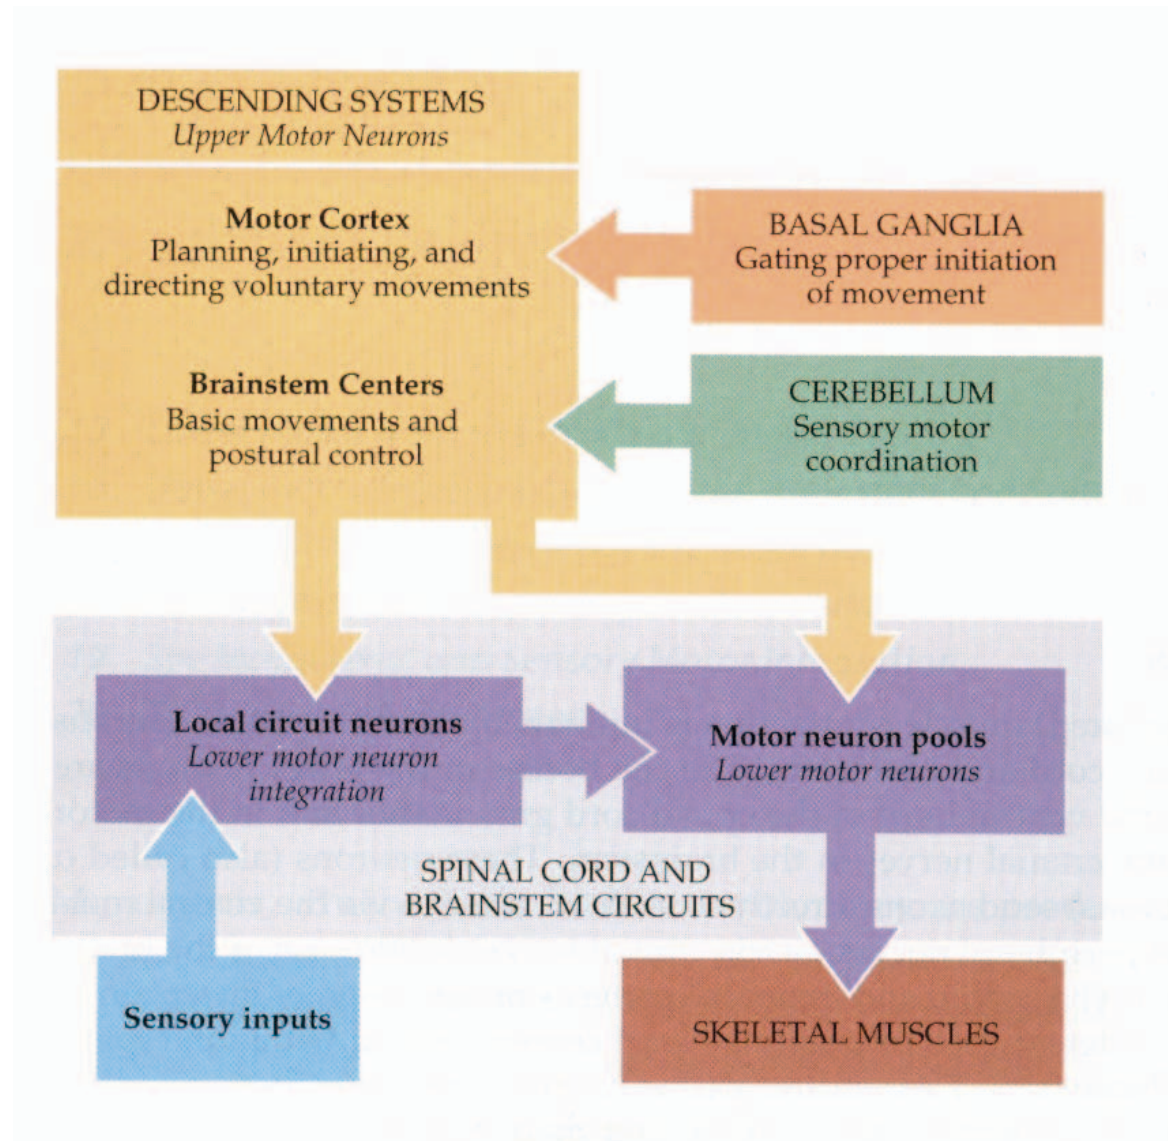 DESCENDING SYSTEMS
Upper Motor Neurons
Motor Cortex
Planning, initiating, and
directing voluntary movements
Brainstem Centers
Basic movements and
postural control
BASAL GANGLIA
Gating proper initiation
of movement
CEREBELLUM
Sensory motor
coordination
Local circuit neurons
Lower motor neuron
integration
Motor neuron pools
Lower motor neurons
SPINAL CORD AND
BRAINSTEM CIRCUITS
Sensory inputs
SKELETAL MUSCLES